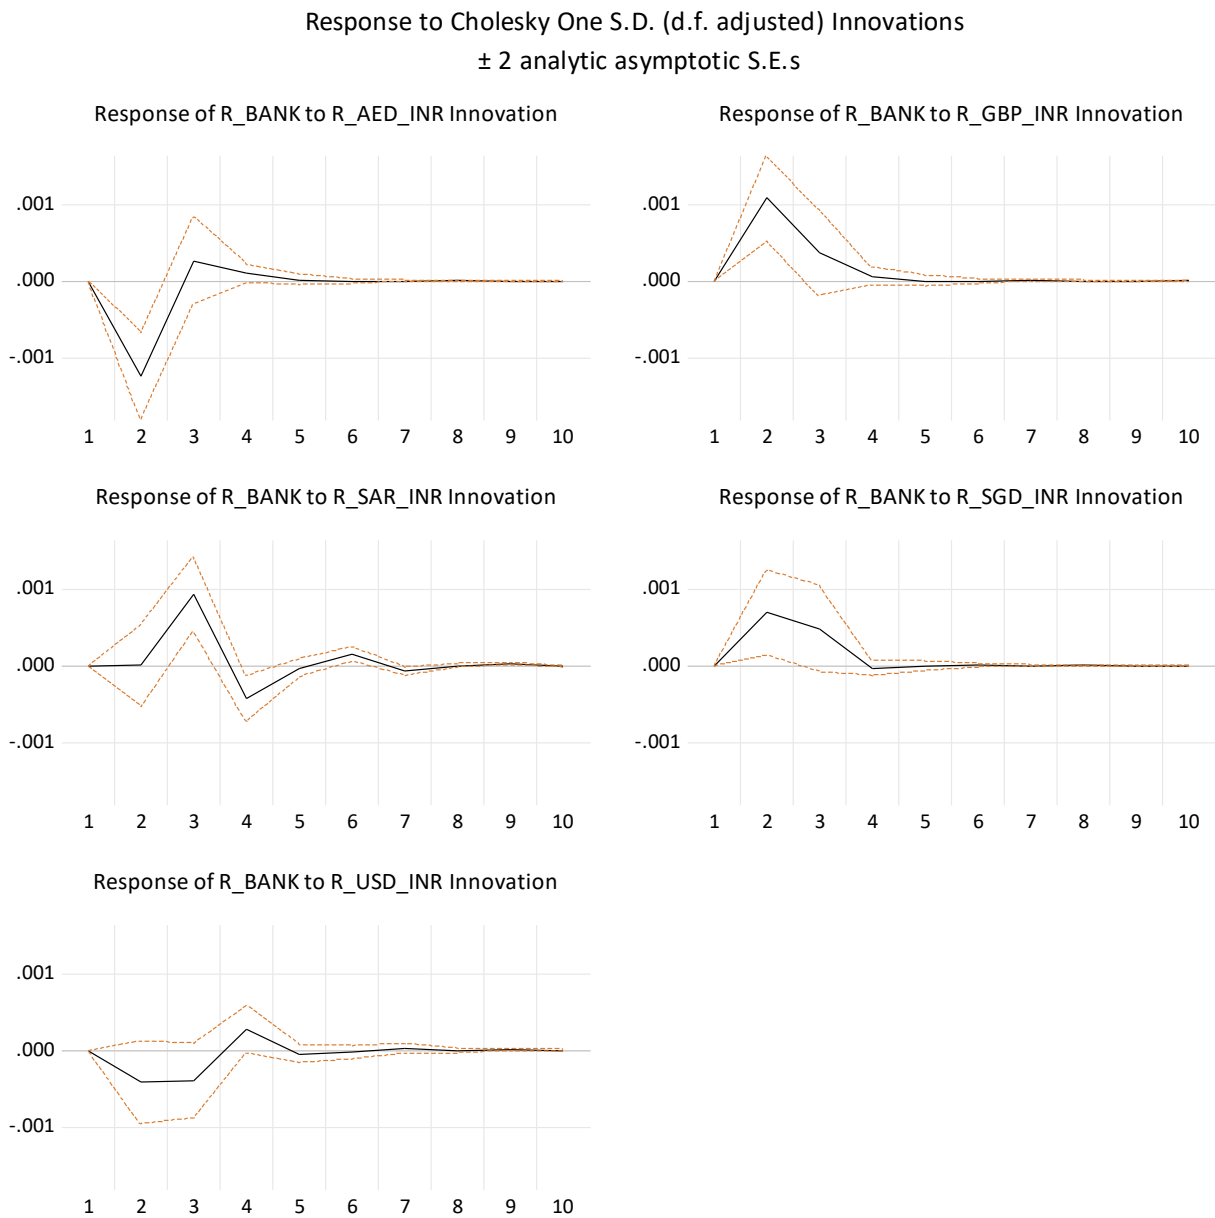 Response to Cholesky One S.D. (d.f. adjusted) Innovations
± 2 analytic asymptotic S.E.s
Response of R_BANK to R_AED_INR Innovation
.001
.000
-.001
1 2 3 4 5 6 7 8 9 10
Response of R_BANK to R_GBP_INR Innovation
.001
.000
-.001
1 2 3 4 5 6 7 8 9 10
Response of R_BANK to R_SAR_INR Innovation
.001
.000
-.001
1 2 3 4 5 6 7 8 9 10
Response of R_BANK to R_SGD_INR Innovation
.001
.000
-.001
1 2 3 4 5 6 7 8 9 10
Response of R_BANK to R_USD_INR Innovation
.001
.000
-.001
1 2 3 4 5 6 7 8 9 10